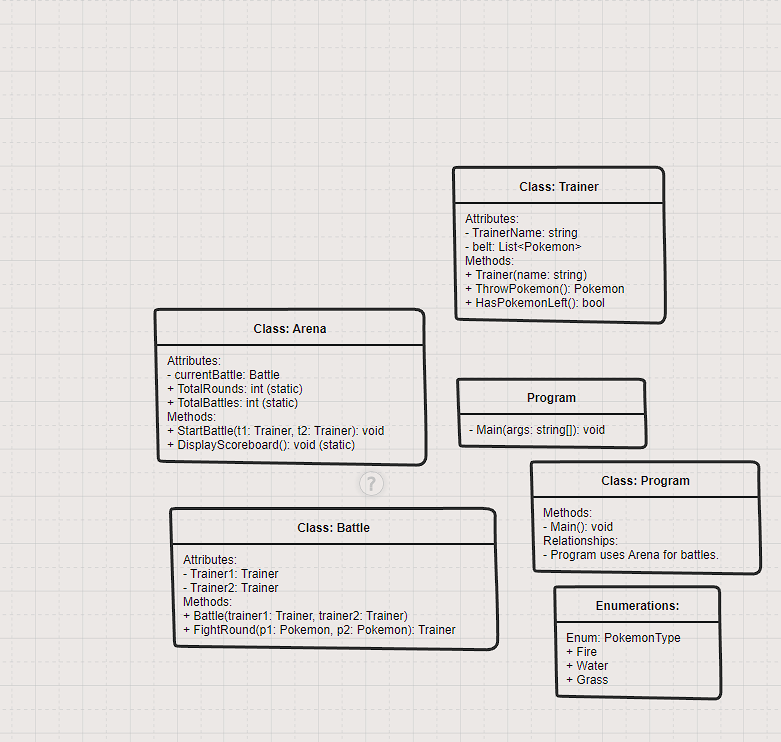 Class: Trainer
Attributes:
- TrainerName: string
- belt: List<Pokemon>
Methods:
+ Trainer(name: string)
+ ThrowPokemon(): Pokemon
+ HasPokemonLeft(): bool
Class: Arena
Attributes:
- currentBattle: Battle
+ TotalRounds: int (static)
+ TotalBattles: int (static)
Methods:
+ StartBattle(t1: Trainer, t2: Trainer): void
+ DisplayScoreboard(): void (static)
Program
- Main(args: string[]): void
Class: Program
Methods:
- Main(): void
Relationships:
- Program uses Arena for battles.
?
Class: Battle
Attributes:
- Trainer1: Trainer
- Trainer2: Trainer
Methods:
+ Battle(trainer1: Trainer, trainer2: Trainer)
+ FightRound(p1: Pokemon, p2: Pokemon): Trainer
Enumerations:
Enum: PokemonType
+ Fire
+ Water
+ Grass